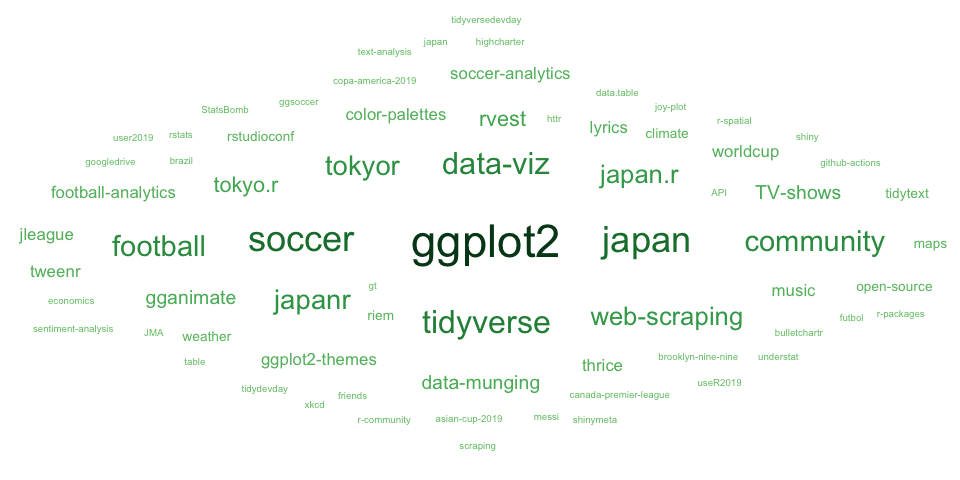 tidyversedevday
japan highcharter
text-analysis
copa-america-2019 soccer-analytics
data.table
StatsBomb ggsoccer color-palettes rvest httr lyrics joy-plot
user2019 rstats rstudioconf climate r-spatial shiny
googledrive brazil tokyor data-viz worldcup github-actions
football-analytics tokyo.r japan.r API TV-shows tidytext
jleague football soccer ggplot2 japan community maps
tweenr
economics gganimate japanr gt music open-source
sentiment-analysis JMA weather riem tidyverse web-scraping bulletchartr futbol r-packages
table ggplot2-themes thrice brooklyn-nine-nine understat
tidydevday friends data-munging canada-premier-league useR2019
xkcd
r-community asian-cup-2019 messi shinymeta
scraping